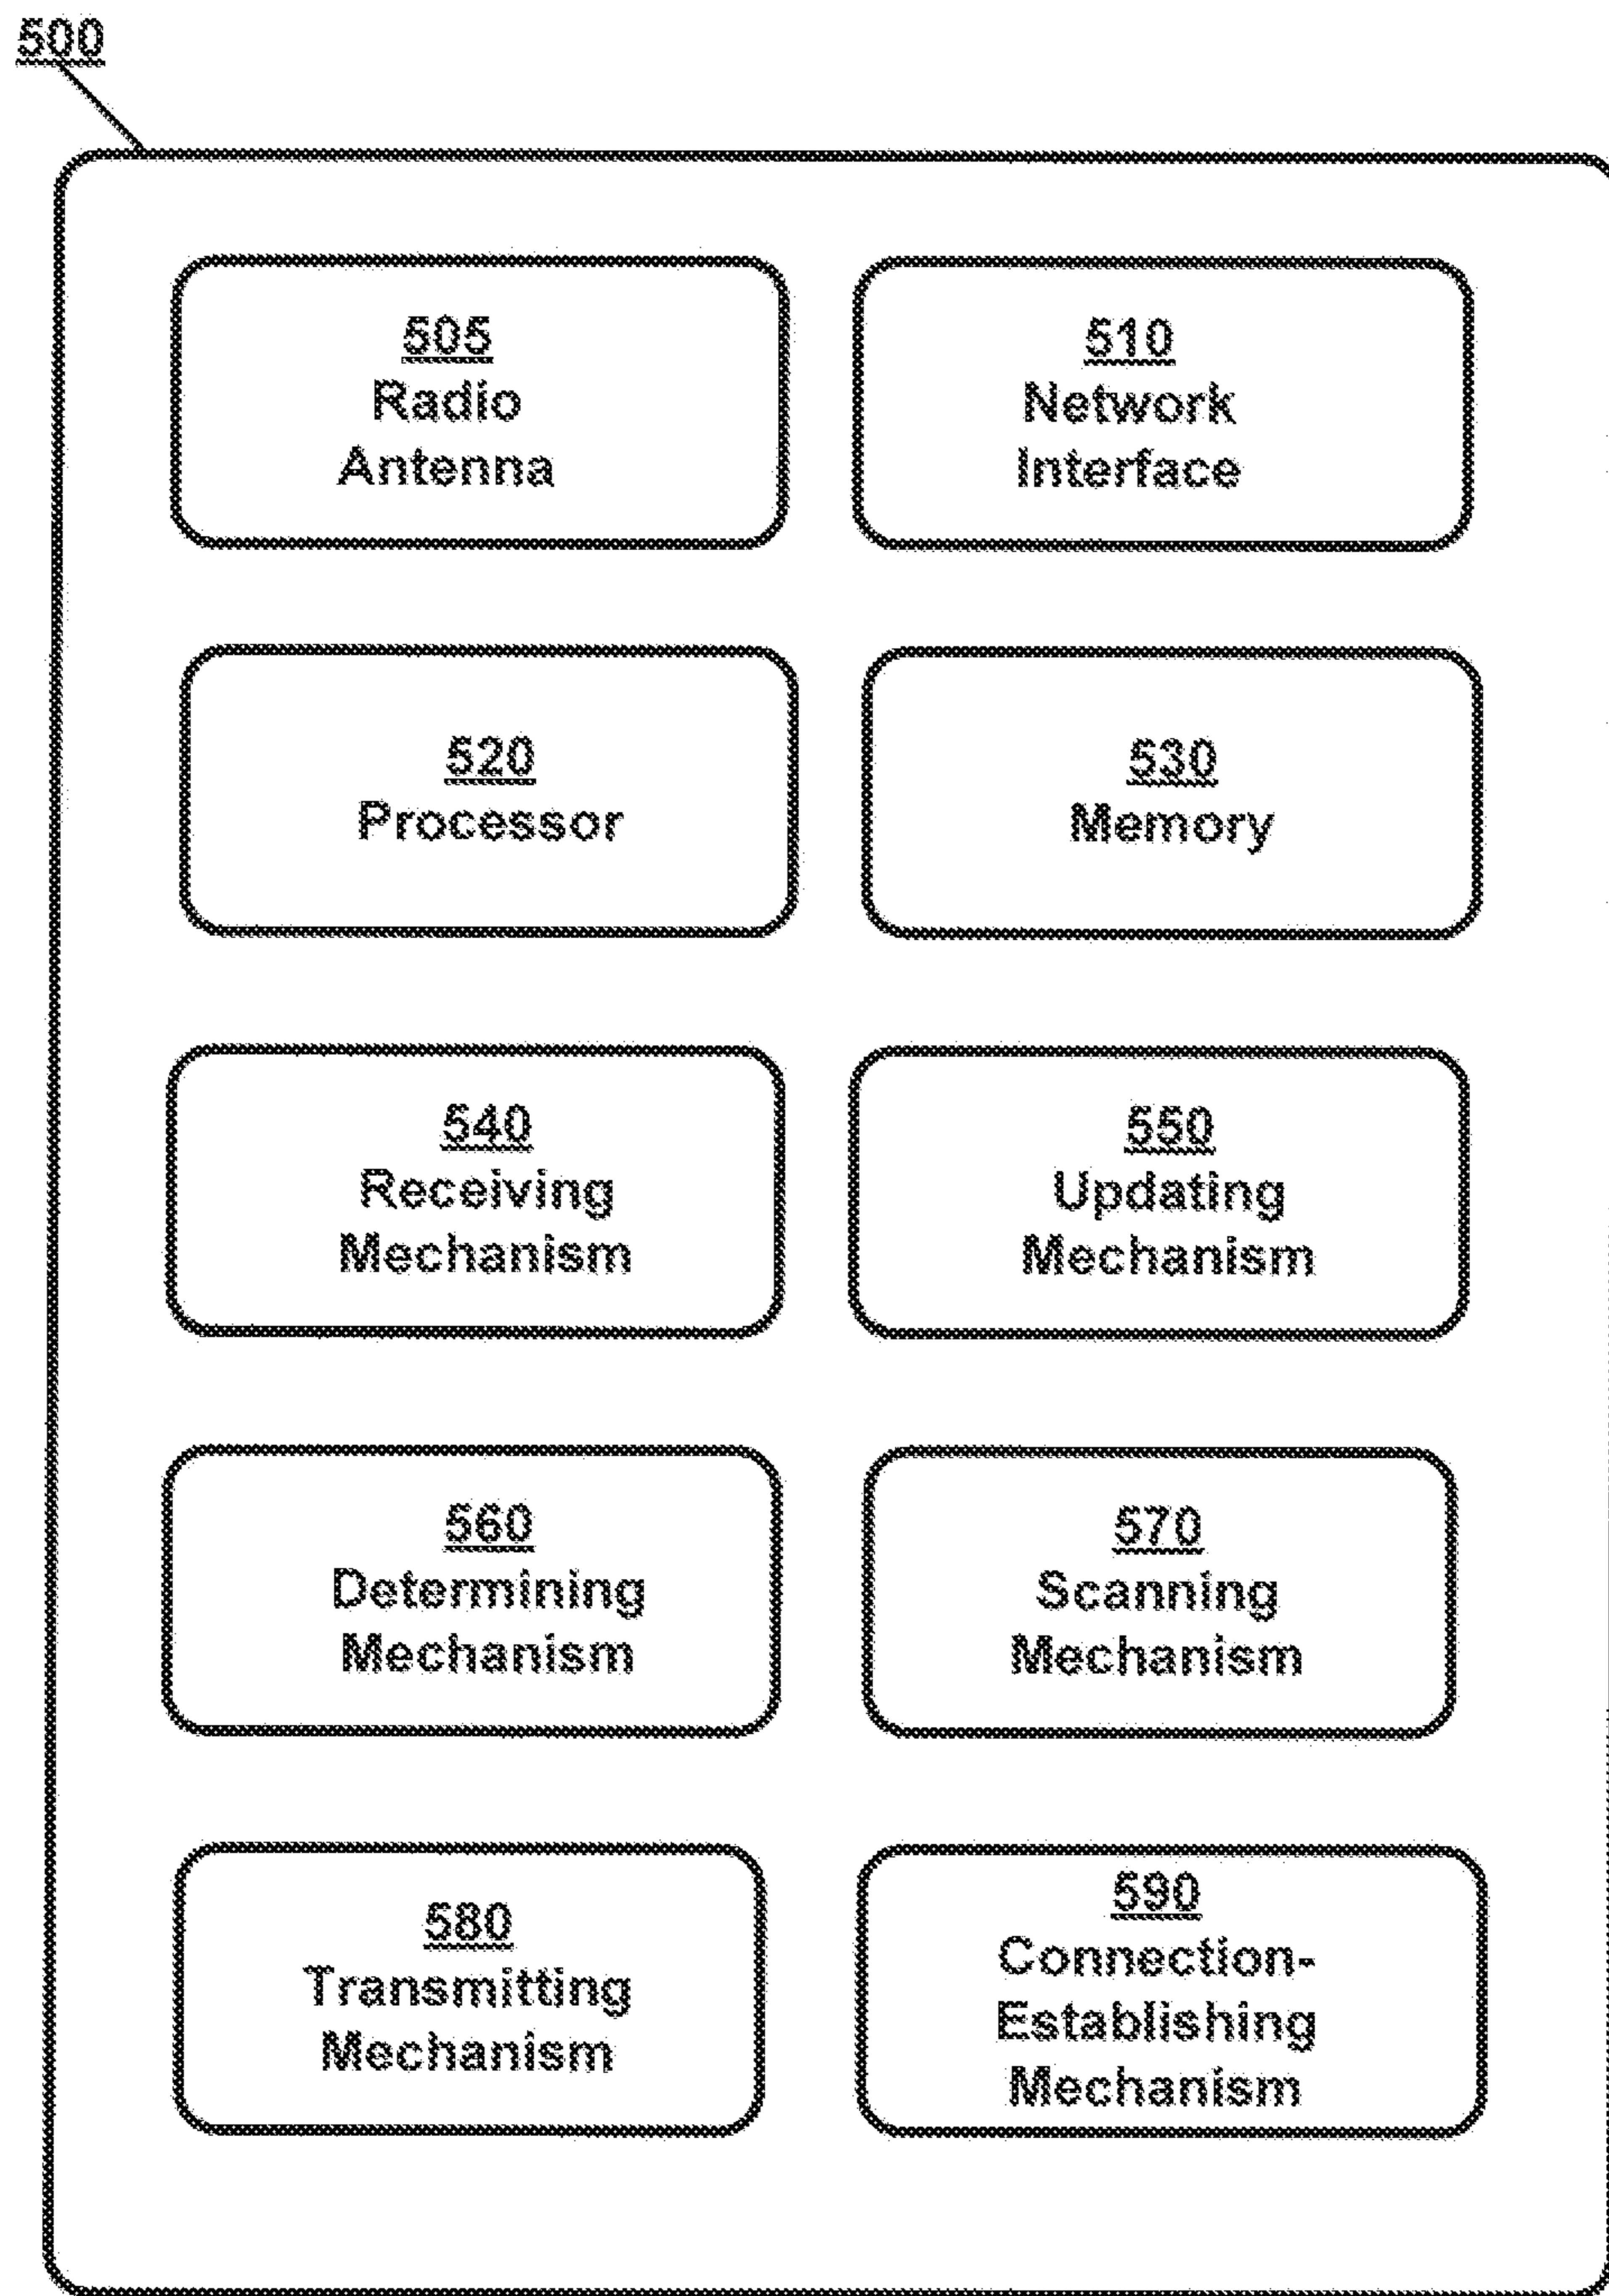 500
505
Radio
Antenna
510
Network
Interface
520
Processor
530
Memory
540
Receiving
Mechanism
550
Updating
Mechanism
560
Determining
Mechanism
570
Scanning
Mechanism
580
Transmitting
Mechanism
590
Connection-
Establishing
Mechanism